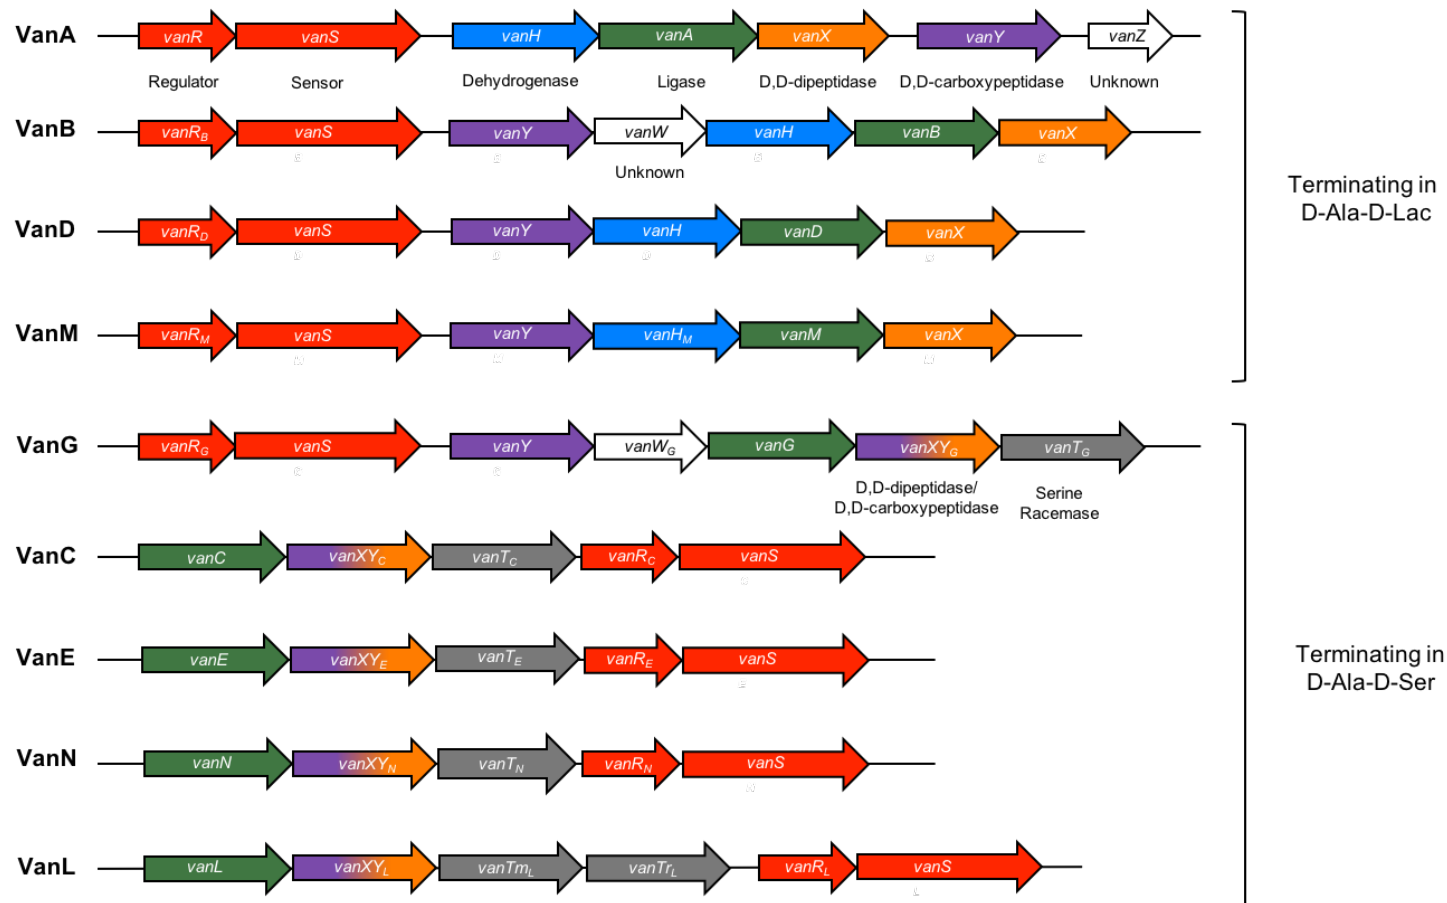 VanA vanR vanS vanH vanA vanX vanY vanZ
Regulator Sensor Dehydrogenase Ligase D,D-dipeptidase D,D-carboxypeptidase Unknown
VanB vanRB vanS vanY vanW vanH vanB vanX
Unknown
Terminating in
D-Ala-D-Lac
VanD vanRD vanS vanY vanH vanD vanX
VanM vanRM vanS vanY vanHM vanM vanX
VanG vanRG vanS vanY vanWG vanG vanXYG vanTG
D,D-dipeptidase/
D,D-carboxypeptidase
Serine
Racemase
VanC vanC vanXYC vanTC vanRC vanS
VanE vanE vanXYE vanTE vanRE vanS
Terminating in
D-Ala-D-Ser
VanN vanN vanXYN vanTN vanRN vanS
VanL vanL vanXYL vanTmL vanTrL vanRL vanS